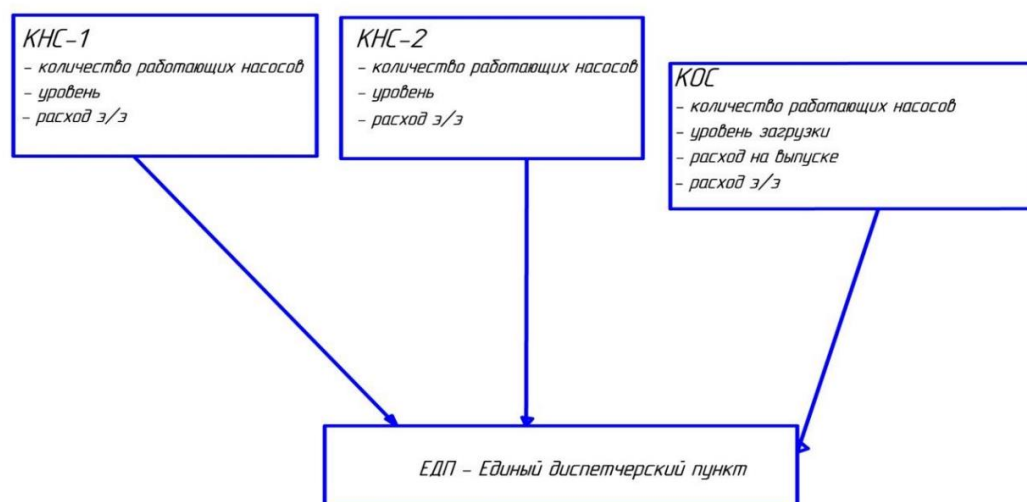 КНС-1
- количество работающих насосов
- уровень
- расход э/э
КНС-2
- количество работающих насосов
- уровень
- расход э/э
КОС
- количество работающих насосов
- уровень загрузки
- расход на выпуске
- расход э/э
ЕДП - Единый диспетчерский пункт